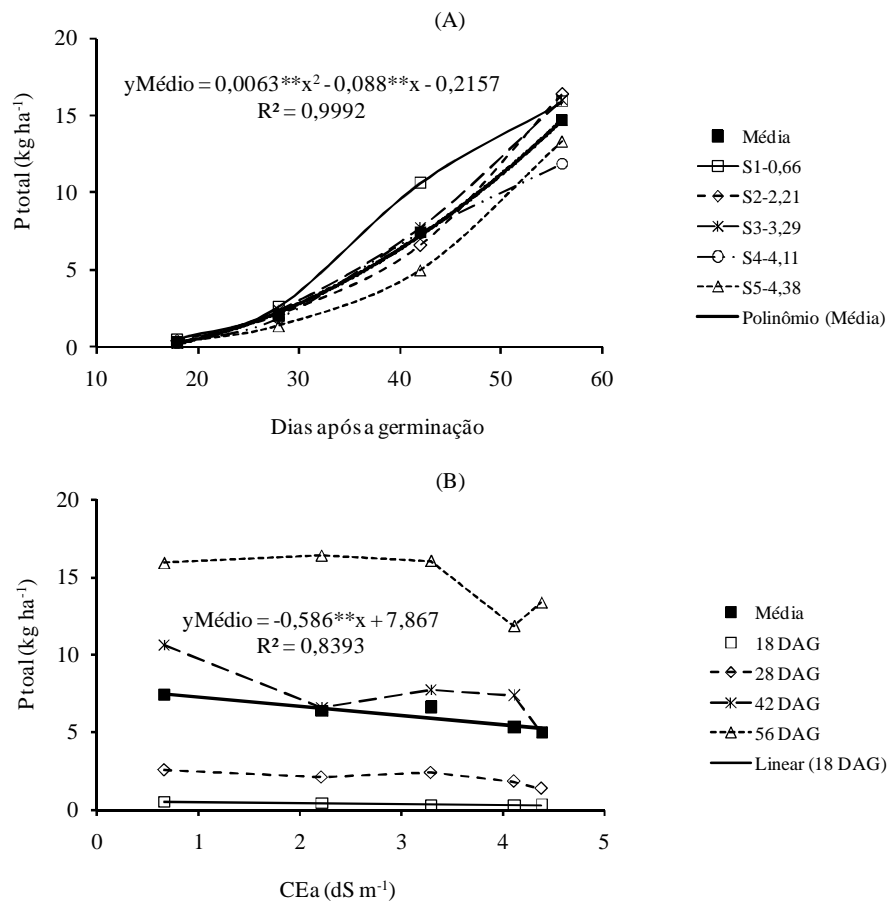 (A)
20
15
10
5
0
10 20 30 40 50 60
P total (kg ha⁻¹)
Dias após a germinação
yMédio = 0,0063**x² - 0,088**x - 0,2157
R² = 0,9992
Média
S1-0,66
S2-2,21
S3-3,29
S4-4,11
S5-4,38
Polinômio (Média)
(B)
20
15
10
5
0
0 1 2 3 4 5
P toal (kg ha⁻¹)
CEa (dS m⁻¹)
yMédio = -0,586**x + 7,867
R² = 0,8393
Média
18 DAG
28 DAG
42 DAG
56 DAG
Linear (18 DAG)